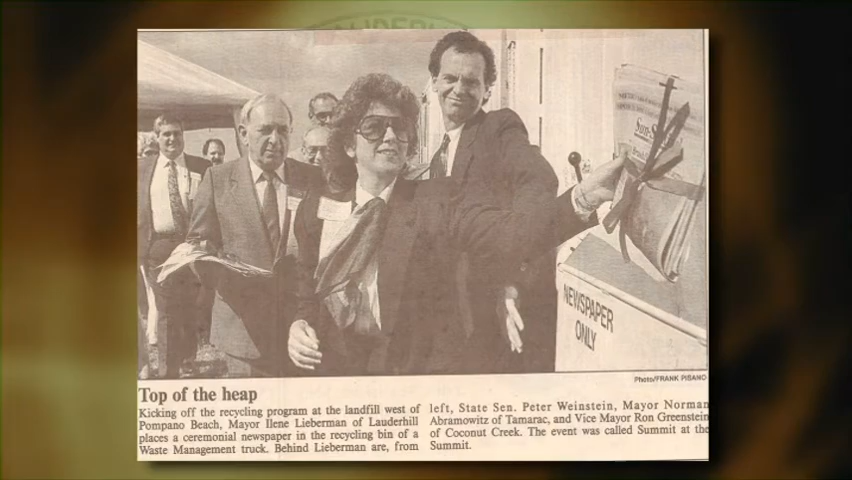 Sun-S
NEWSPAPER
ONLY
Photo/FRANK PISANO
Top of the heap
Kicking off the recycling program at the landfill west of
Pompano Beach, Mayor Ilene Lieberman of Lauderhill
places a ceremonial newspaper in the recycling bin of a
Waste Management truck. Behind Lieberman are, from
left, State Sen. Peter Weinstein, Mayor Norman
Abramowitz of Tamarac, and Vice Mayor Ron Greenstein
of Coconut Creek. The event was called Summit at the
Summit.